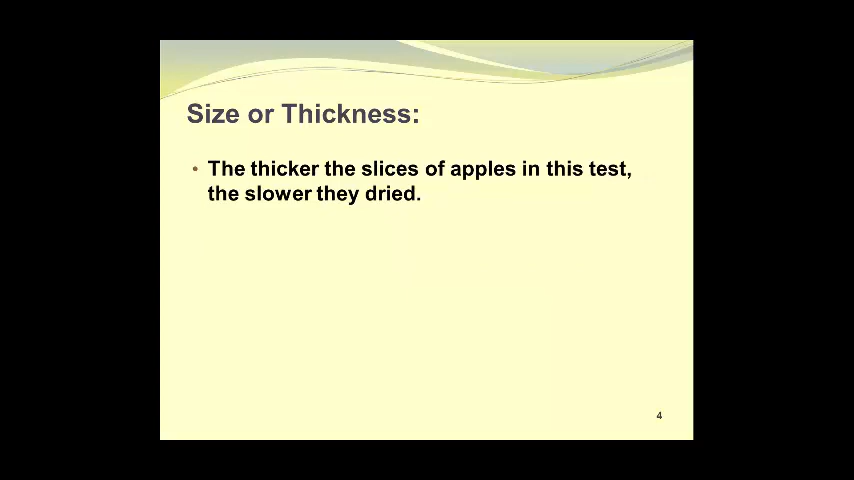 Size or Thickness:
• The thicker the slices of apples in this test,
the slower they dried.
4